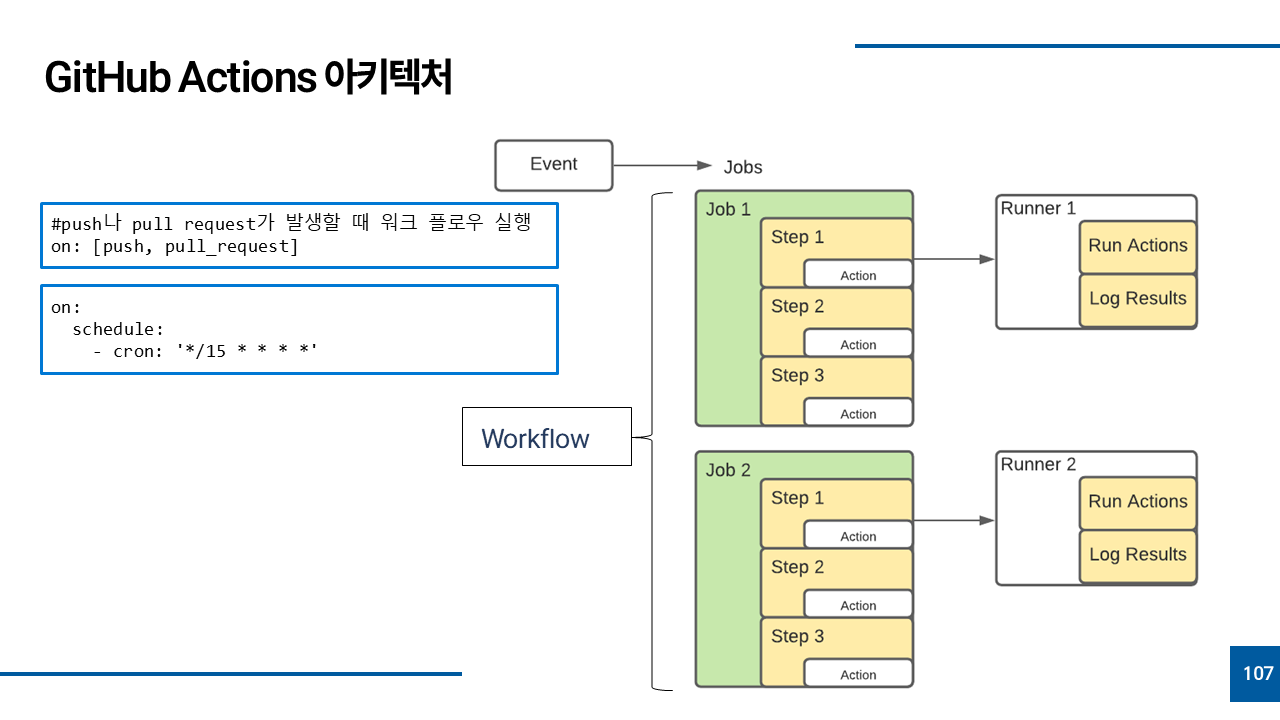 GitHub Actions 아키텍처
Event
Jobs
#push나 pull request가 발생할 때 워크 플로우 실행
on: [push, pull_request]
on:
  schedule:
    - cron: '*/15 * * * *'
Workflow
Job 1
Step 1
Action
Step 2
Action
Step 3
Action
Runner 1
Run Actions
Log Results
Job 2
Step 1
Action
Step 2
Action
Step 3
Action
Runner 2
Run Actions
Log Results
107